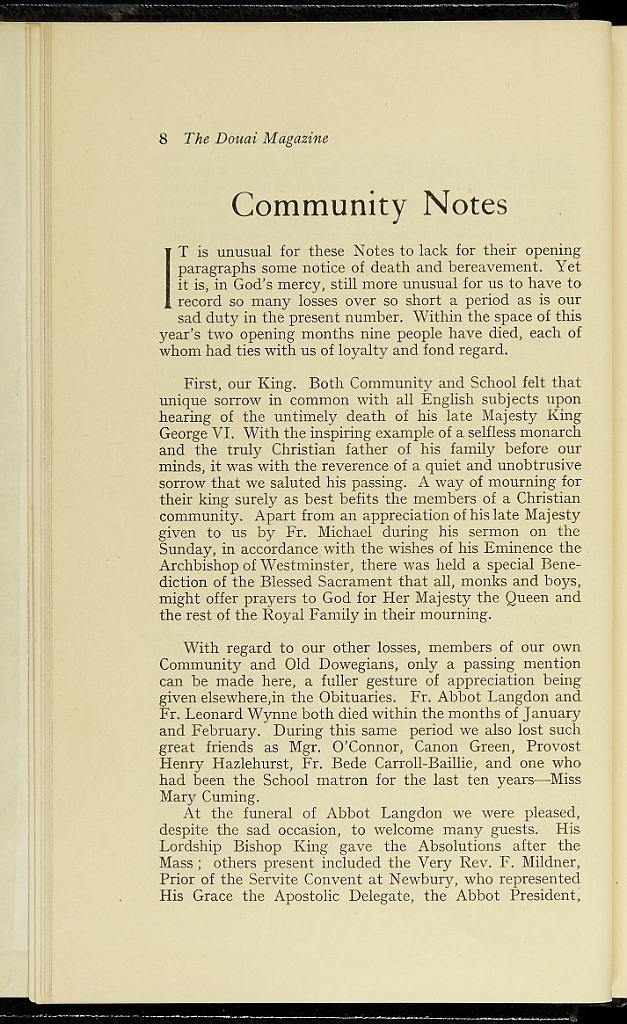 8 The Douai Magazine
Community Notes
IT is unusual for these Notes to lack for their opening
paragraphs some notice of death and bereavement. Yet
it is, in God's mercy, still more unusual for us to have to
record so many losses over so short a period as is our
sad duty in the present number. Within the space of this
year's two opening months nine people have died, each of
whom had ties with us of loyalty and fond regard.
First, our King. Both Community and School felt that
unique sorrow in common with all English subjects upon
hearing of the untimely death of his late Majesty King
George VI. With the inspiring example of a selfless monarch
and the truly Christian father of his family before our
minds, it was with the reverence of a quiet and unobtrusive
sorrow that we saluted his passing. A way of mourning for
their king surely as best befits the members of a Christian
community. Apart from an appreciation of his late Majesty
given to us by Fr. Michael during his sermon on the
Sunday, in accordance with the wishes of his Eminence the
Archbishop of Westminster, there was held a special Bene-
diction of the Blessed Sacrament that all, monks and boys,
might offer prayers to God for Her Majesty the Queen and
the rest of the Royal Family in their mourning.
With regard to our other losses, members of our own
Community and Old Dowegians, only a passing mention
can be made here, a fuller gesture of appreciation being
given elsewhere,in the Obituaries. Fr. Abbot Langdon and
Fr. Leonard Wynne both died within the months of January
and February. During this same period we also lost such
great friends as Mgr. O'Connor, Canon Green, Provost
Henry Hazlehurst, Fr. Bede Carroll-Baillie, and one who
had been the School matron for the last ten years—Miss
Mary Cuming.
At the funeral of Abbot Langdon we were pleased,
despite the sad occasion, to welcome many guests. His
Lordship Bishop King gave the Absolutions after the
Mass ; others present included the Very Rev. F. Mildner,
Prior of the Servite Convent at Newbury, who represented
His Grace the Apostolic Delegate, the Abbot President,